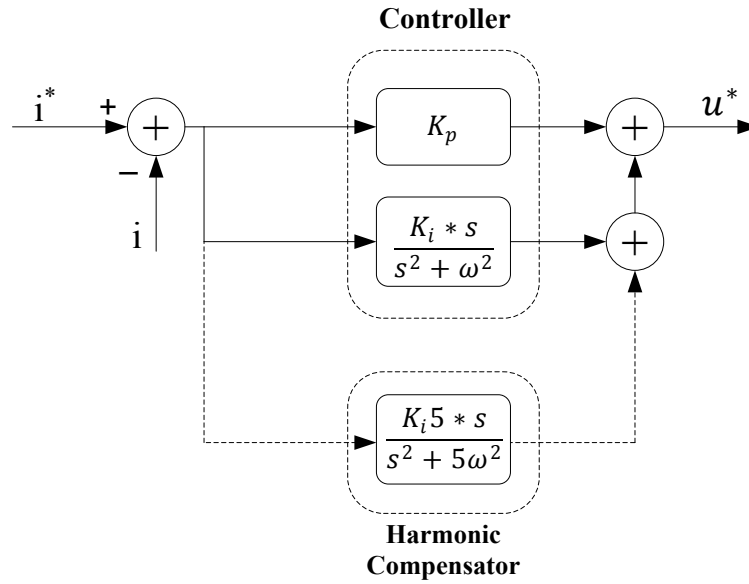 Controller
i* + + K_p + u*
−
i
K_i * s
s² + ω²
+
K_i5 * s
s² + 5ω²
Harmonic
Compensator